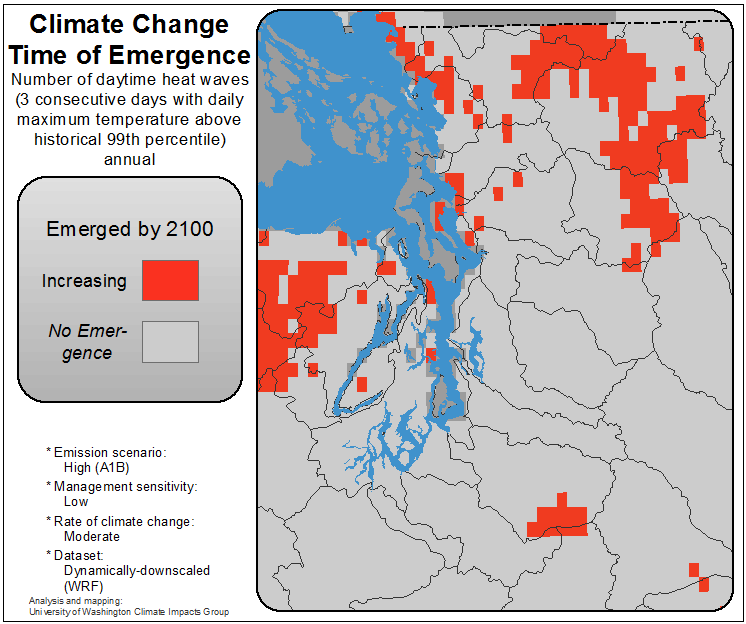 Climate Change
Time of Emergence
Number of daytime heat waves
(3 consecutive days with daily
maximum temperature above
historical 99th percentile)
annual
Emerged by 2100
Increasing
No Emer-
gence
* Emission scenario:
High (A1B)
* Management sensitivity:
Low
* Rate of climate change:
Moderate
* Dataset:
Dynamically-downscaled
(WRF)
Analysis and mapping:
University of Washington Climate Impacts Group